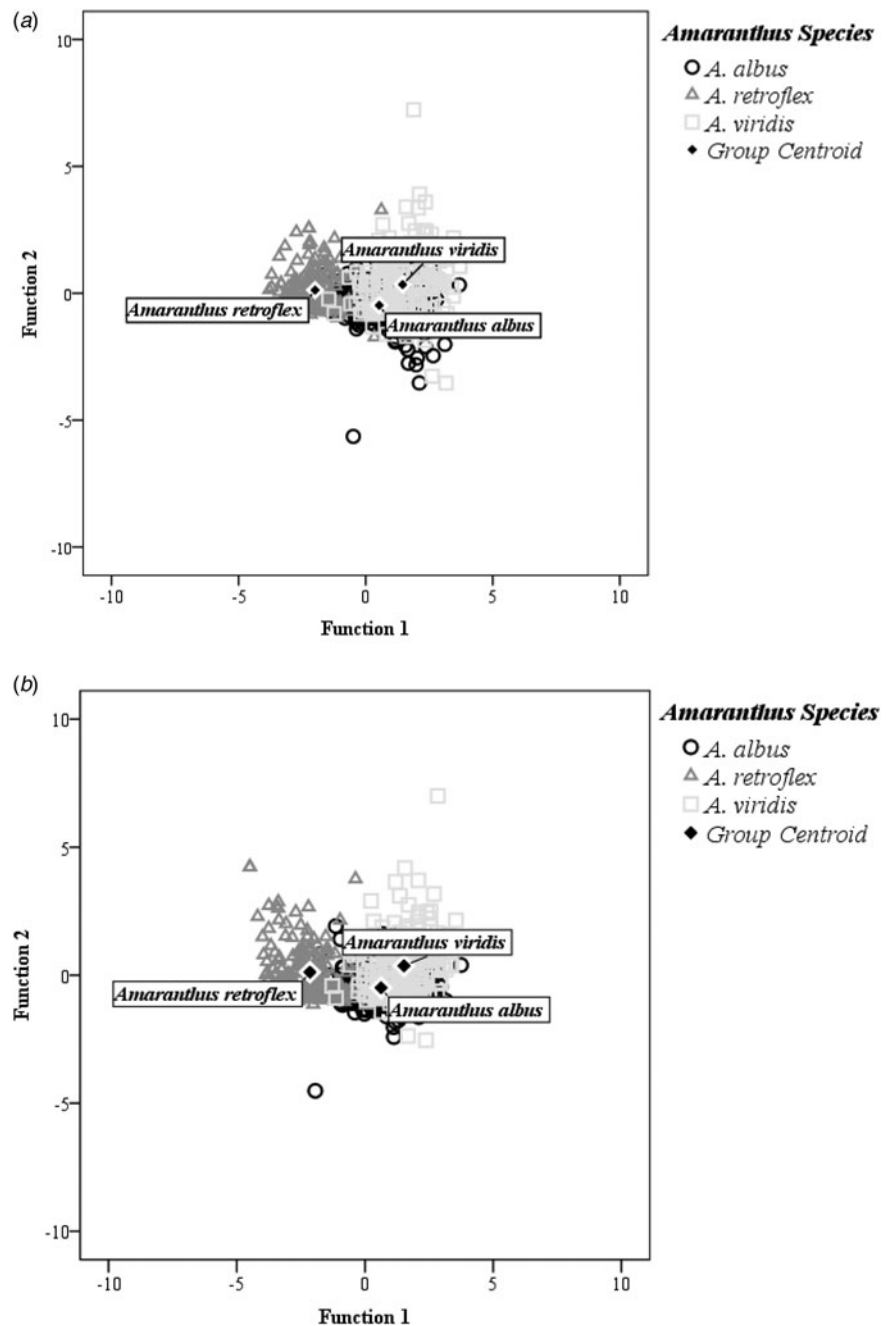 (a)
Amaranthus Species
A. albus
A. retroflex
A. viridis
Group Centroid
10
5
0
-5
-10
Function 2
Amaranthus viridis
Amaranthus retroflex
Amaranthus albus
-10 -5 0 5 10
Function 1
(b)
Amaranthus Species
A. albus
A. retroflex
A. viridis
Group Centroid
10
5
0
-5
-10
Function 2
Amaranthus viridis
Amaranthus retroflex
Amaranthus albus
-10 -5 0 5 10
Function 1